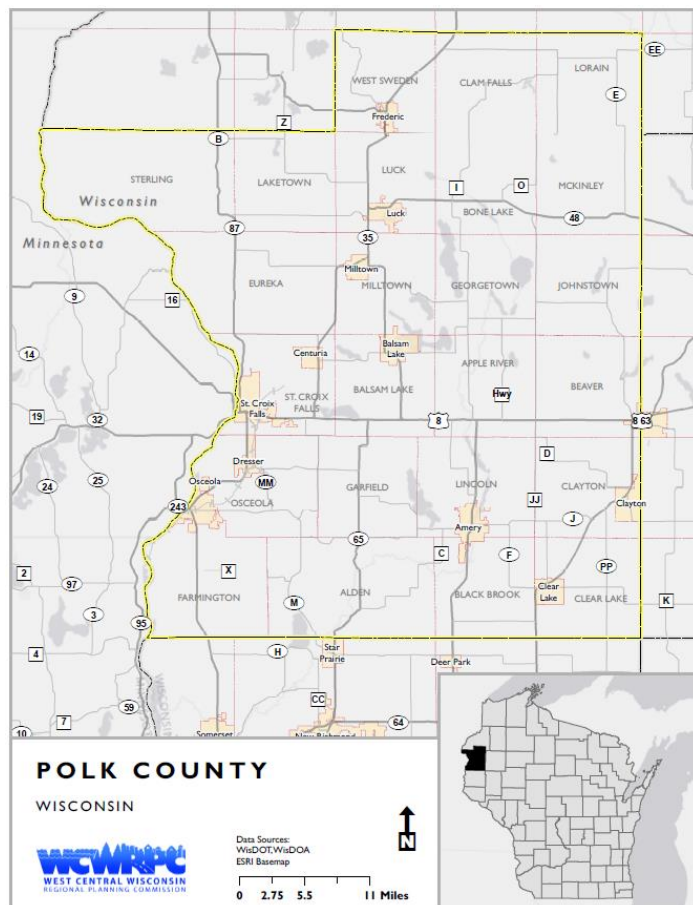 EE
WEST SWEDEN
CLAM FALLS
LORAIN
E
Frederic
Z
B
STERLING
LAKETOWN
LUCK
I
O
MCKINLEY
Wisconsin
Luck
BONE LAKE
48
Minnesota
87
35
Milltown
EUREKA
MILLTOWN
GEORGETOWN
JOHNSTOWN
9
16
14
Centuria
Balsam
Lake
APPLE RIVER
BEAVER
BALSAM LAKE
Hwy
ST. CROIX
FALLS
St. Croix
Falls
19
32
8
8 63
Dresser
D
24
25
Osceola
MM
GARFIELD
LINCOLN
CLAYTON
OSCEOLA
JJ
Clayton
243
J
Amery
65
C
F
2
97
X
PP
FARMINGTON
M
ALDEN
BLACK BROOK
Clear
Lake
CLEAR LAKE
K
3
95
4
H
Star
Prairie
Deer Park
MINNESOTA
WISCONSIN
59
CC
7
10
64
Somerset
New Richmond
POLK COUNTY
WISCONSIN
N
Data Sources:
WisDOT,WisDOA
ESRI Basemap
WCWRPC
WEST CENTRAL WISCONSIN
REGIONAL PLANNING COMMISSION
0 2.75 5.5 11 Miles